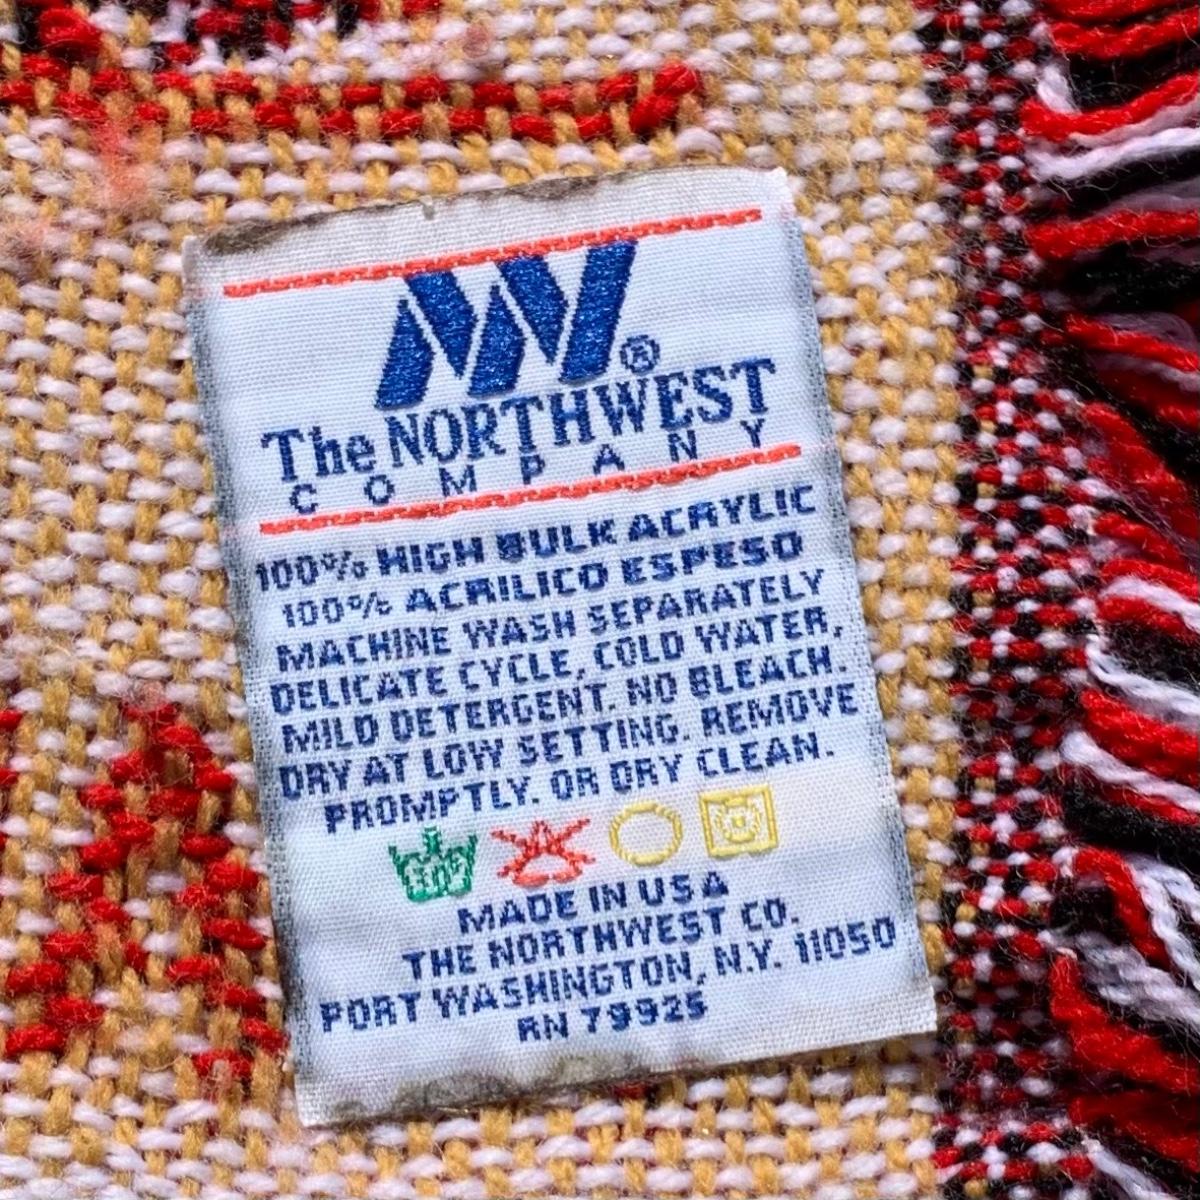 ®
The NORTHWEST
COMPANY
100% HIGH BULK ACRYLIC
100% ACRILICO ESPESO
MACHINE WASH SEPARATELY
DELICATE CYCLE, COLD WATER,
MILD DETERGENT. NO BLEACH.
DRY AT LOW SETTING. REMOVE
PROMPTLY. OR DRY CLEAN.
MADE IN USA
THE NORTHWEST CO.
PORT WASHINGTON, N.Y. 11050
RN 79925